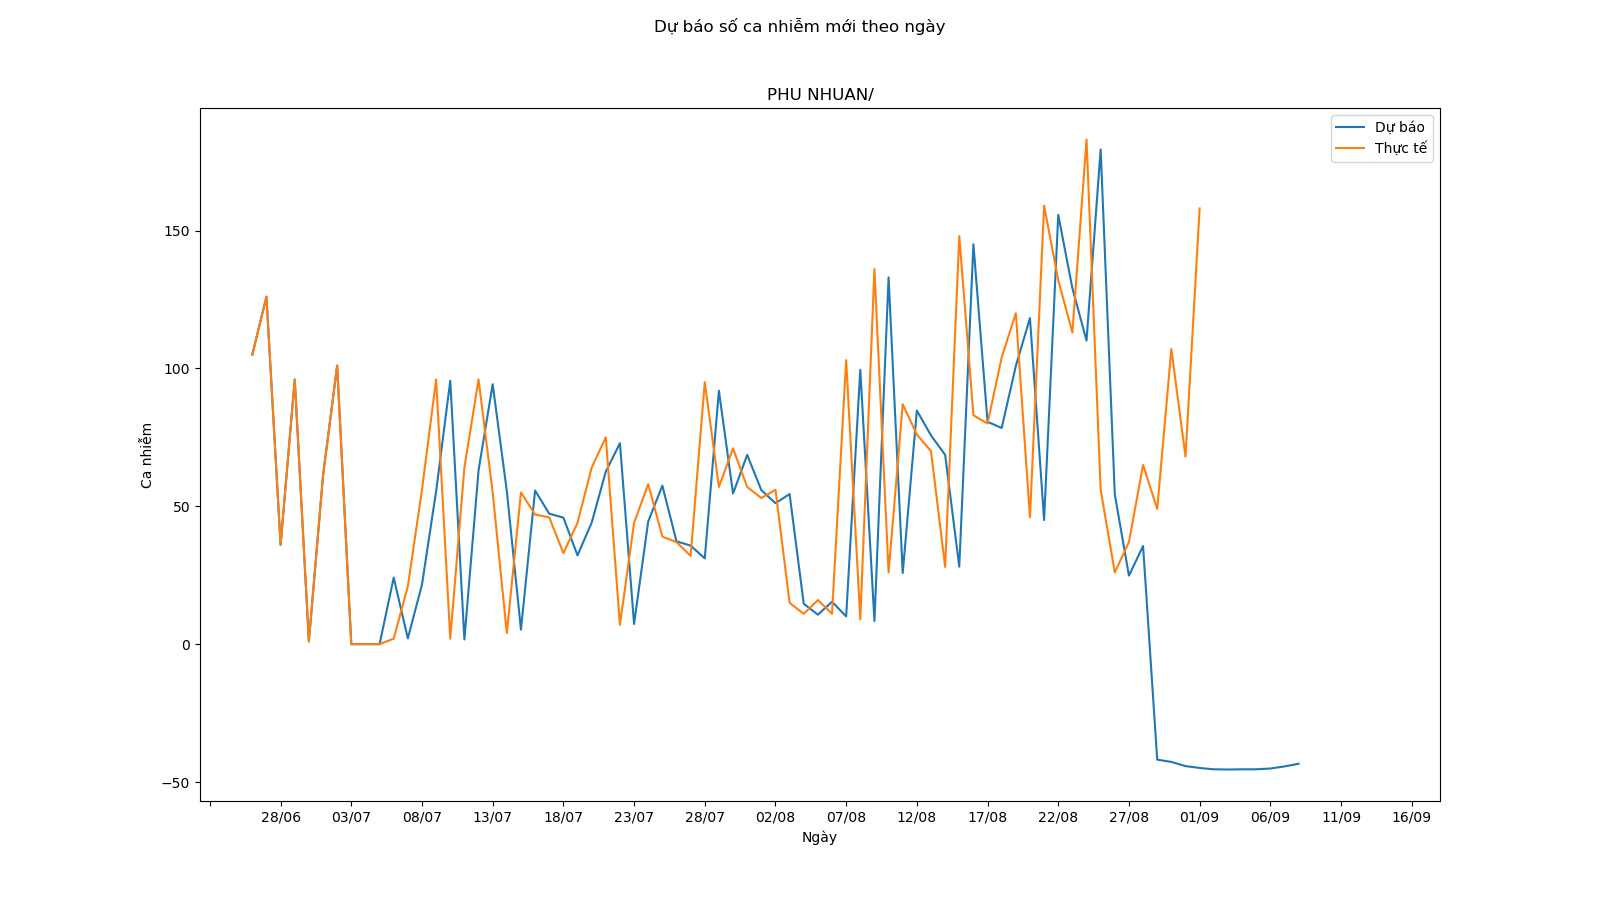 Dự báo số ca nhiễm mới theo ngày
PHU NHUAN/
Dự báo
Thực tế
150
100
50
0
−50
Ca nhiễm
28/06 03/07 08/07 13/07 18/07 23/07 28/07 02/08 07/08 12/08 17/08 22/08 27/08 01/09 06/09 11/09 16/09
Ngày